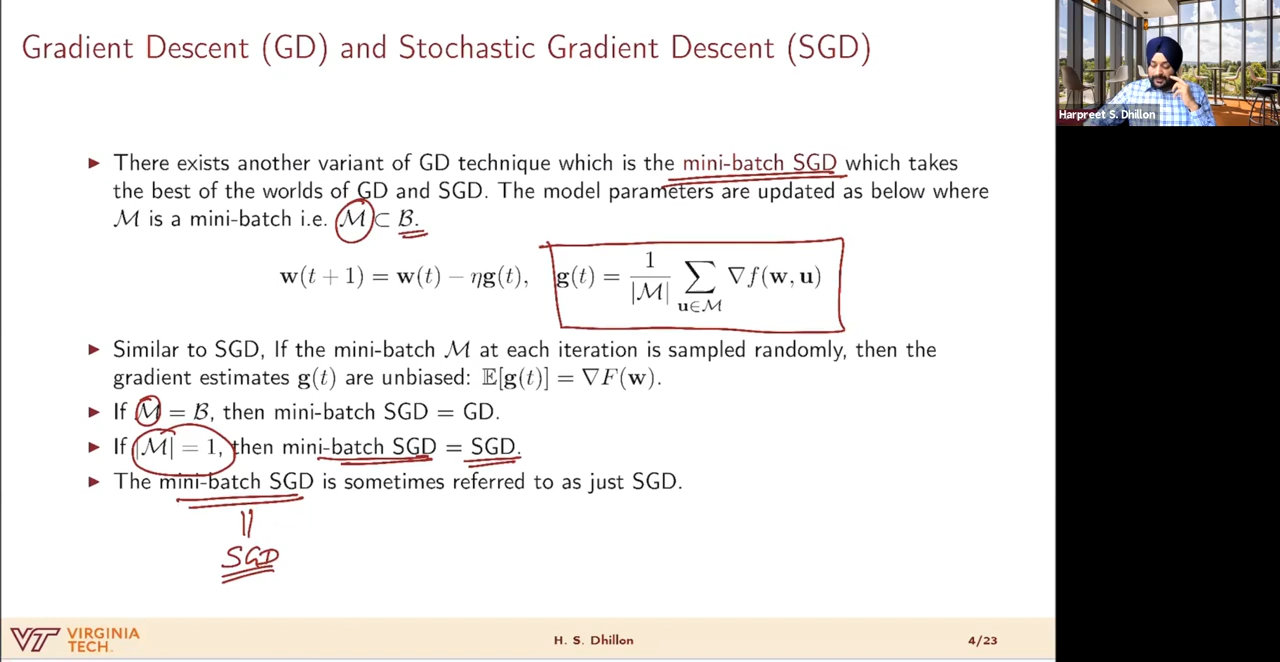 Gradient Descent (GD) and Stochastic Gradient Descent (SGD)
Harpreet S. Dhillon
▶ There exists another variant of GD technique which is the mini-batch SGD which takes
the best of the worlds of GD and SGD. The model parameters are updated as below where
ℳ is a mini-batch i.e. ℳ ⊂ ℬ.
w(t + 1) = w(t) − ηg(t), g(t) = 1/|ℳ| ∑_{u∈ℳ} ∇f(w, u)
▶ Similar to SGD, If the mini-batch ℳ at each iteration is sampled randomly, then the
gradient estimates g(t) are unbiased: 𝔼[g(t)] = ∇F(w).
▶ If ℳ = ℬ, then mini-batch SGD = GD.
▶ If |ℳ| = 1, then mini-batch SGD = SGD.
▶ The mini-batch SGD is sometimes referred to as just SGD.
SGD
VT VIRGINIA
TECH.
H. S. Dhillon
4/23